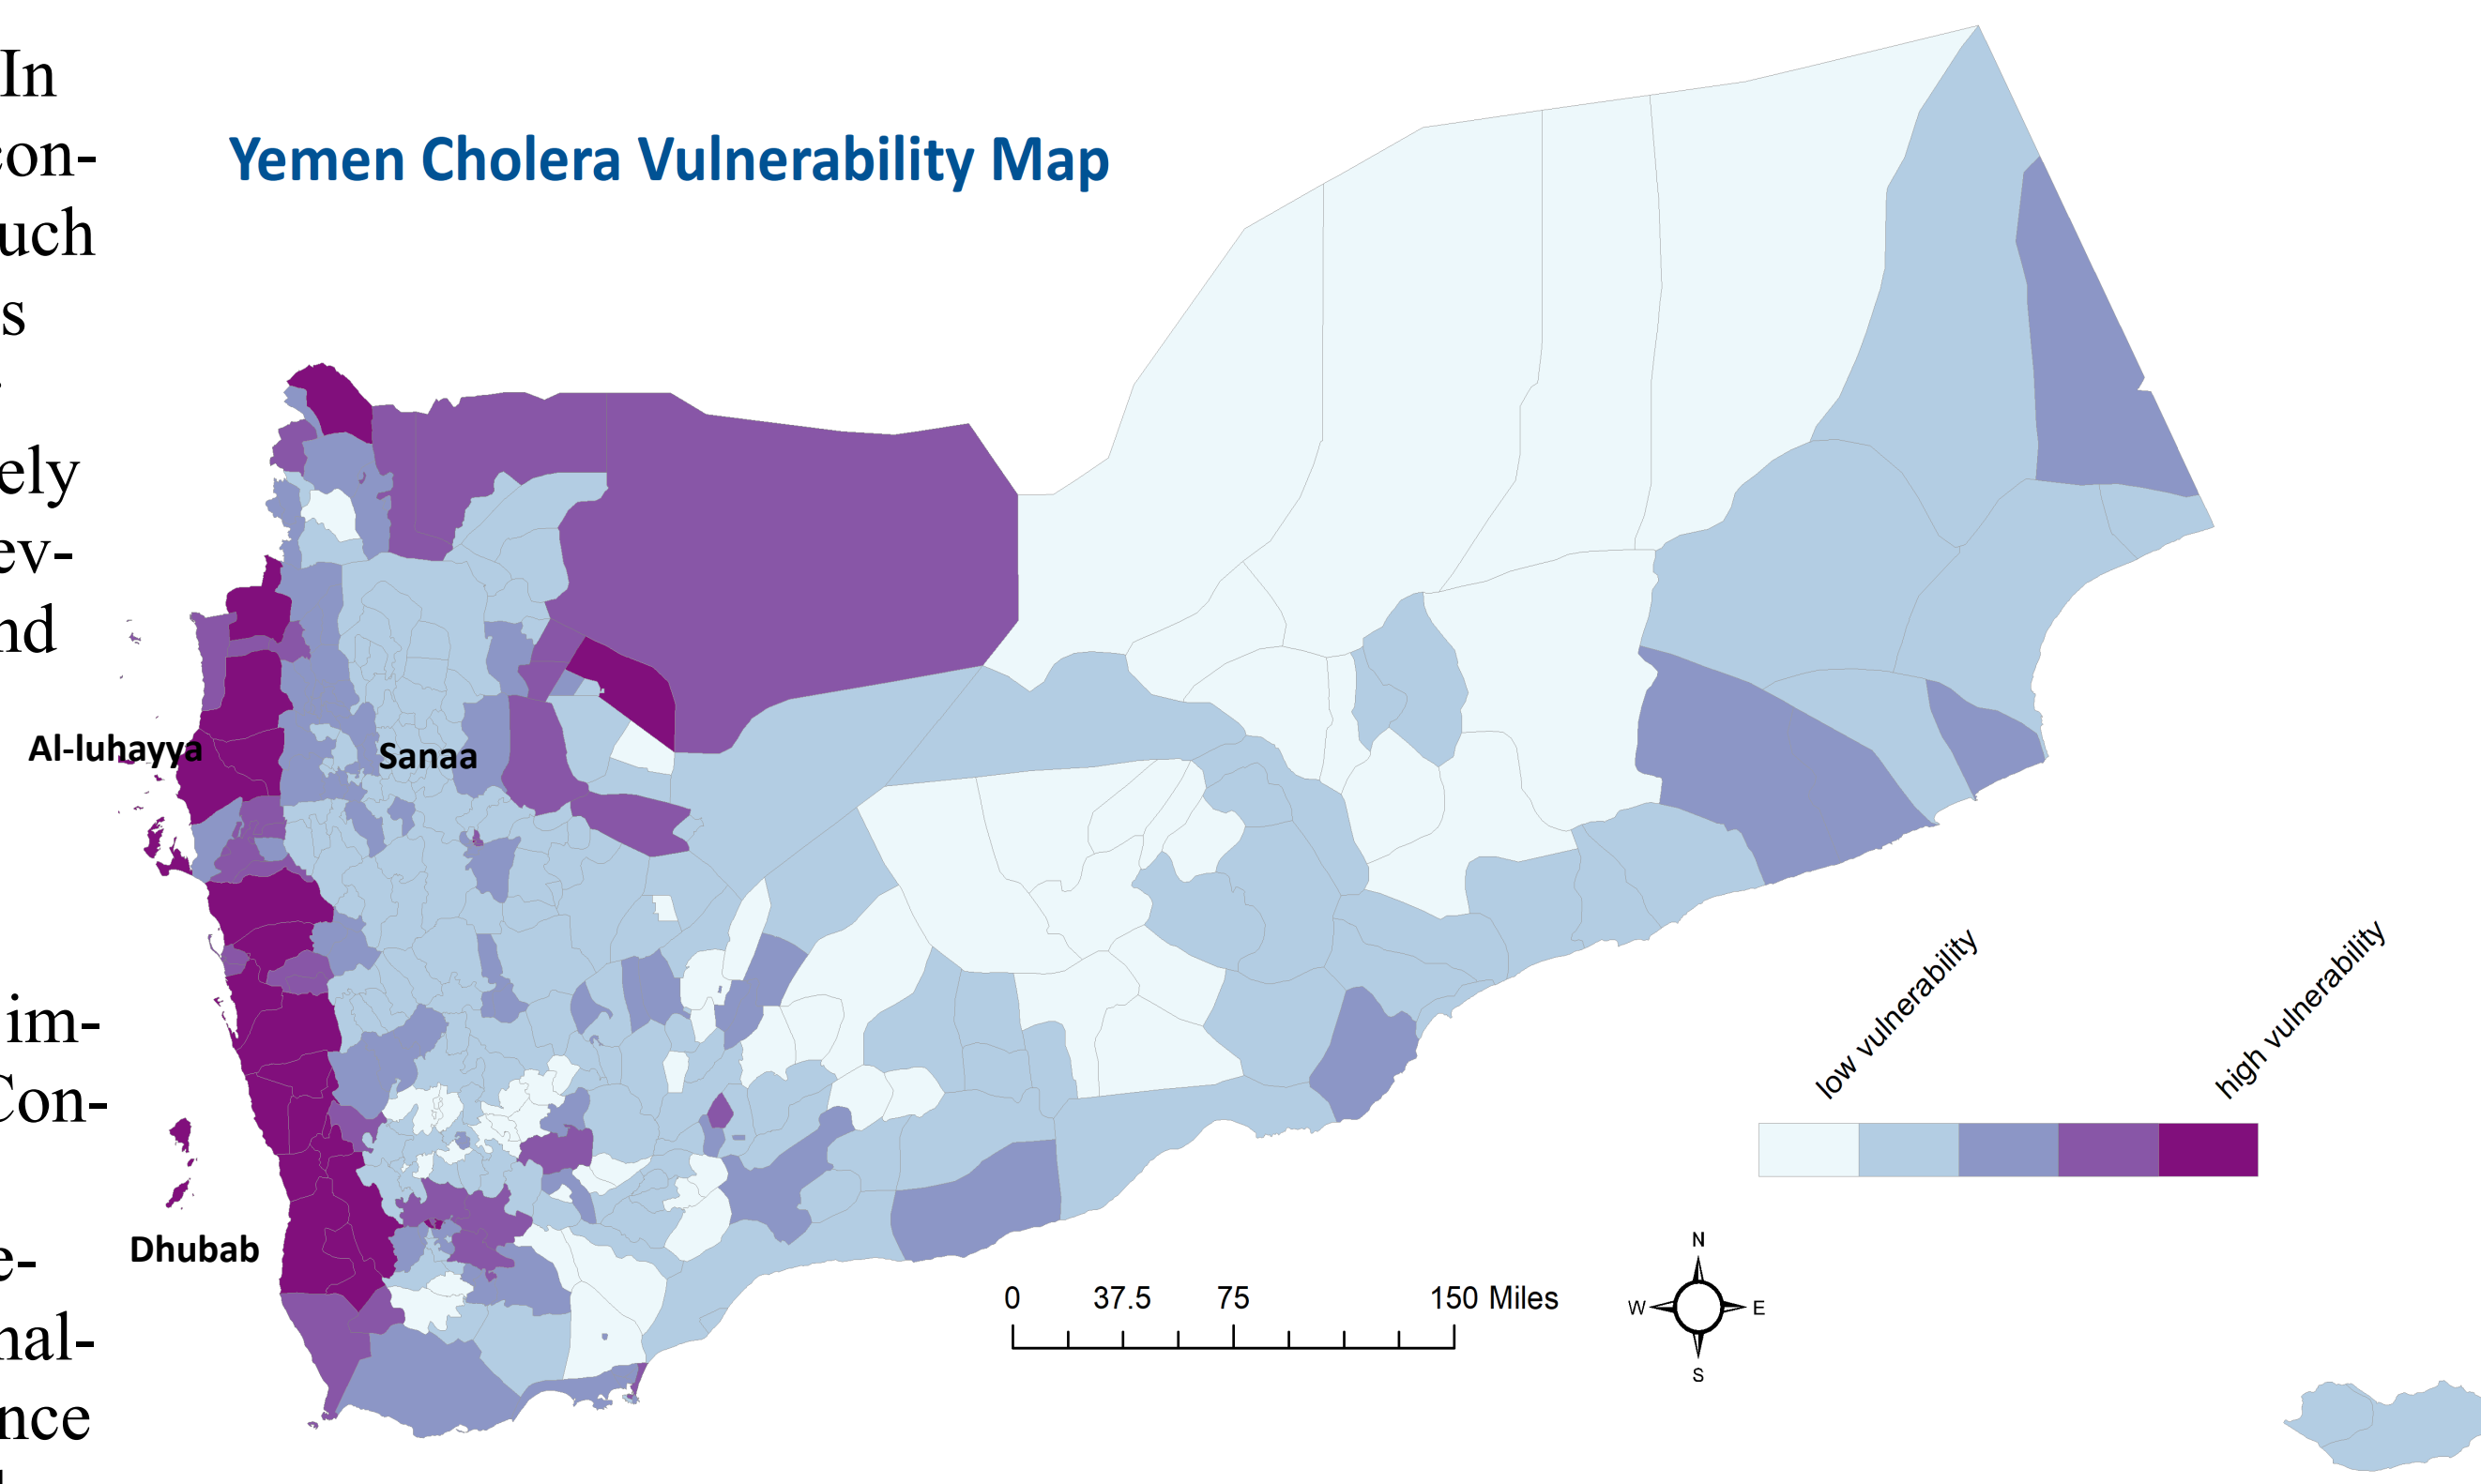 In
con-
uch
s
ely
ev-
nd
im-
Con-
e-
nal-
nce
Yemen Cholera Vulnerability Map
Al-luhayya
Sanaa
Dhubab
low vulnerability
high vulnerability
0 37.5 75 150 Miles
N
W E
S